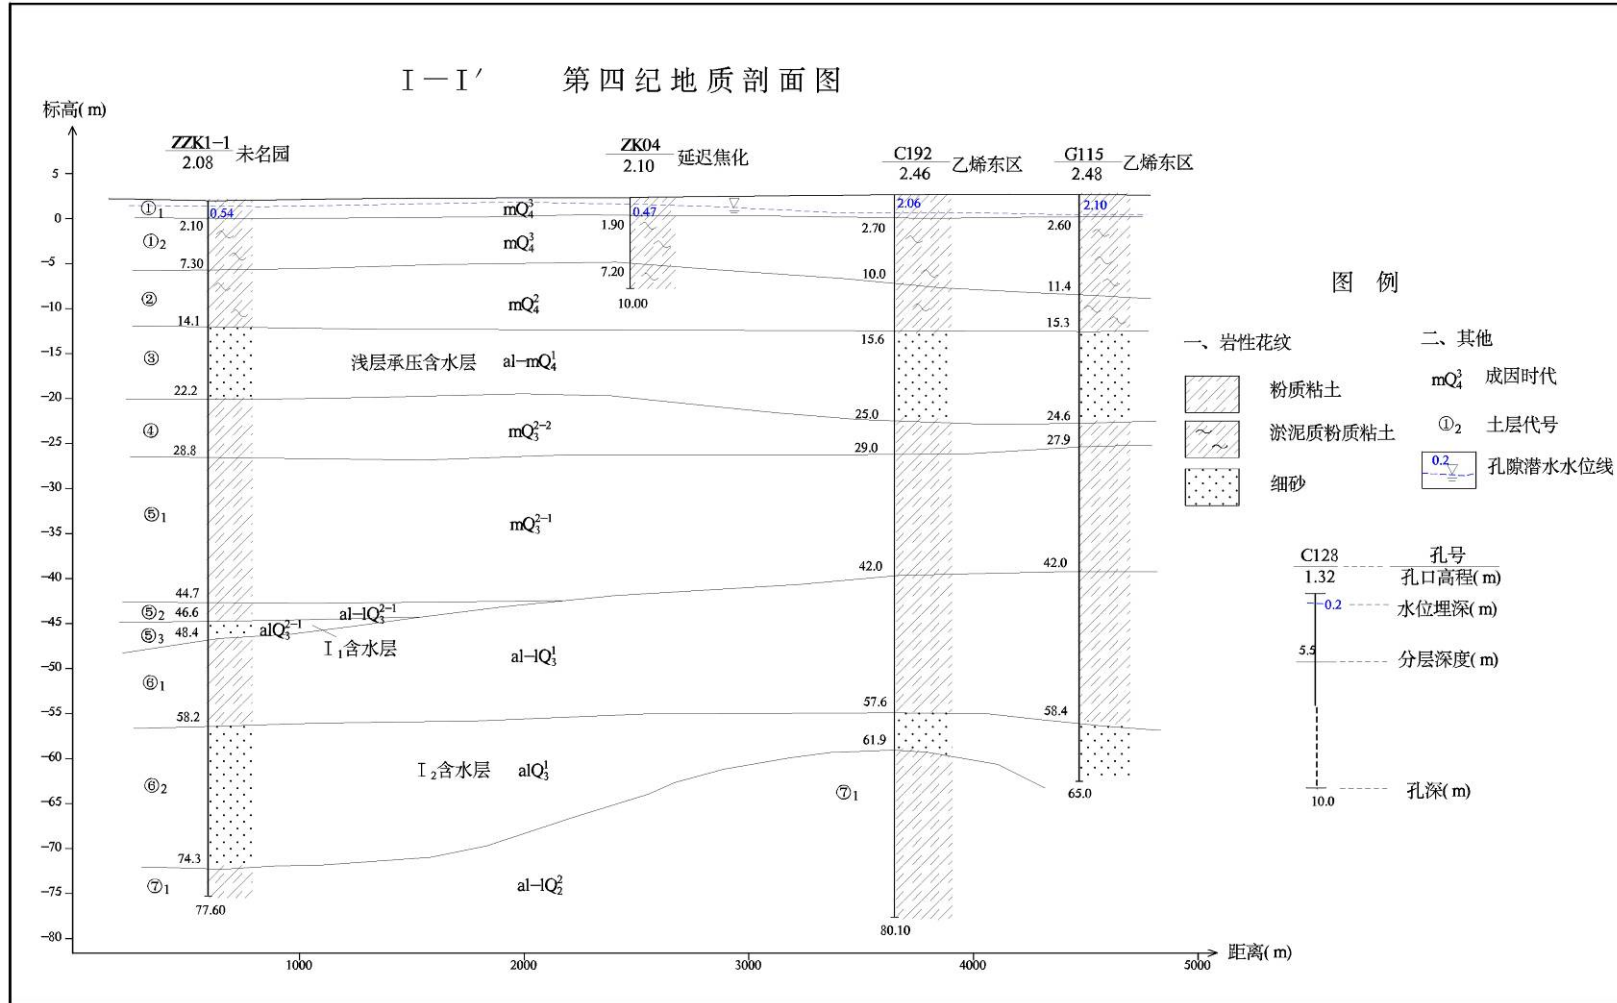 Ⅰ—Ⅰ′ 第四纪地质剖面图
标高(m)
ZZK1-1
2.08
未名园
ZK04
2.10
延迟焦化
C192
2.46
乙烯东区
G115
2.48
乙烯东区
5
0
-5
-10
-15
-20
-25
-30
-35
-40
-45
-50
-55
-60
-65
-70
-75
-80
①₁
①₂
②
③
④
⑤₁
⑤₂
⑤₃
⑥₁
⑥₂
⑦₁
0.54
2.10
7.30
14.1
22.2
28.8
44.7
46.6
48.4
58.2
74.3
77.60
mQ₄³
mQ₄³
mQ₄²
浅层承压含水层 al-mQ₄¹
mQ₃²⁻²
mQ₃²⁻¹
al-lQ₃²⁻¹
alQ₃²⁻¹
Ⅰ₁含水层
al-lQ₃¹
Ⅰ₂含水层 alQ₃¹
al-lQ₂²
0.47
1.90
7.20
10.00
⑦₁
2.06
2.70
10.0
15.6
25.0
29.0
42.0
57.6
61.9
80.10
2.10
2.60
11.4
15.3
24.6
27.9
42.0
58.4
65.0
1000
2000
3000
4000
5000
距离(m)
图 例
一、岩性花纹
粉质粘土
淤泥质粉质粘土
细砂
二、其他
mQ₄³ 成因时代
①₂ 土层代号
0.2 孔隙潜水水位线
C128 孔号
1.32 孔口高程(m)
0.2 水位埋深(m)
5.5 分层深度(m)
10.0 孔深(m)